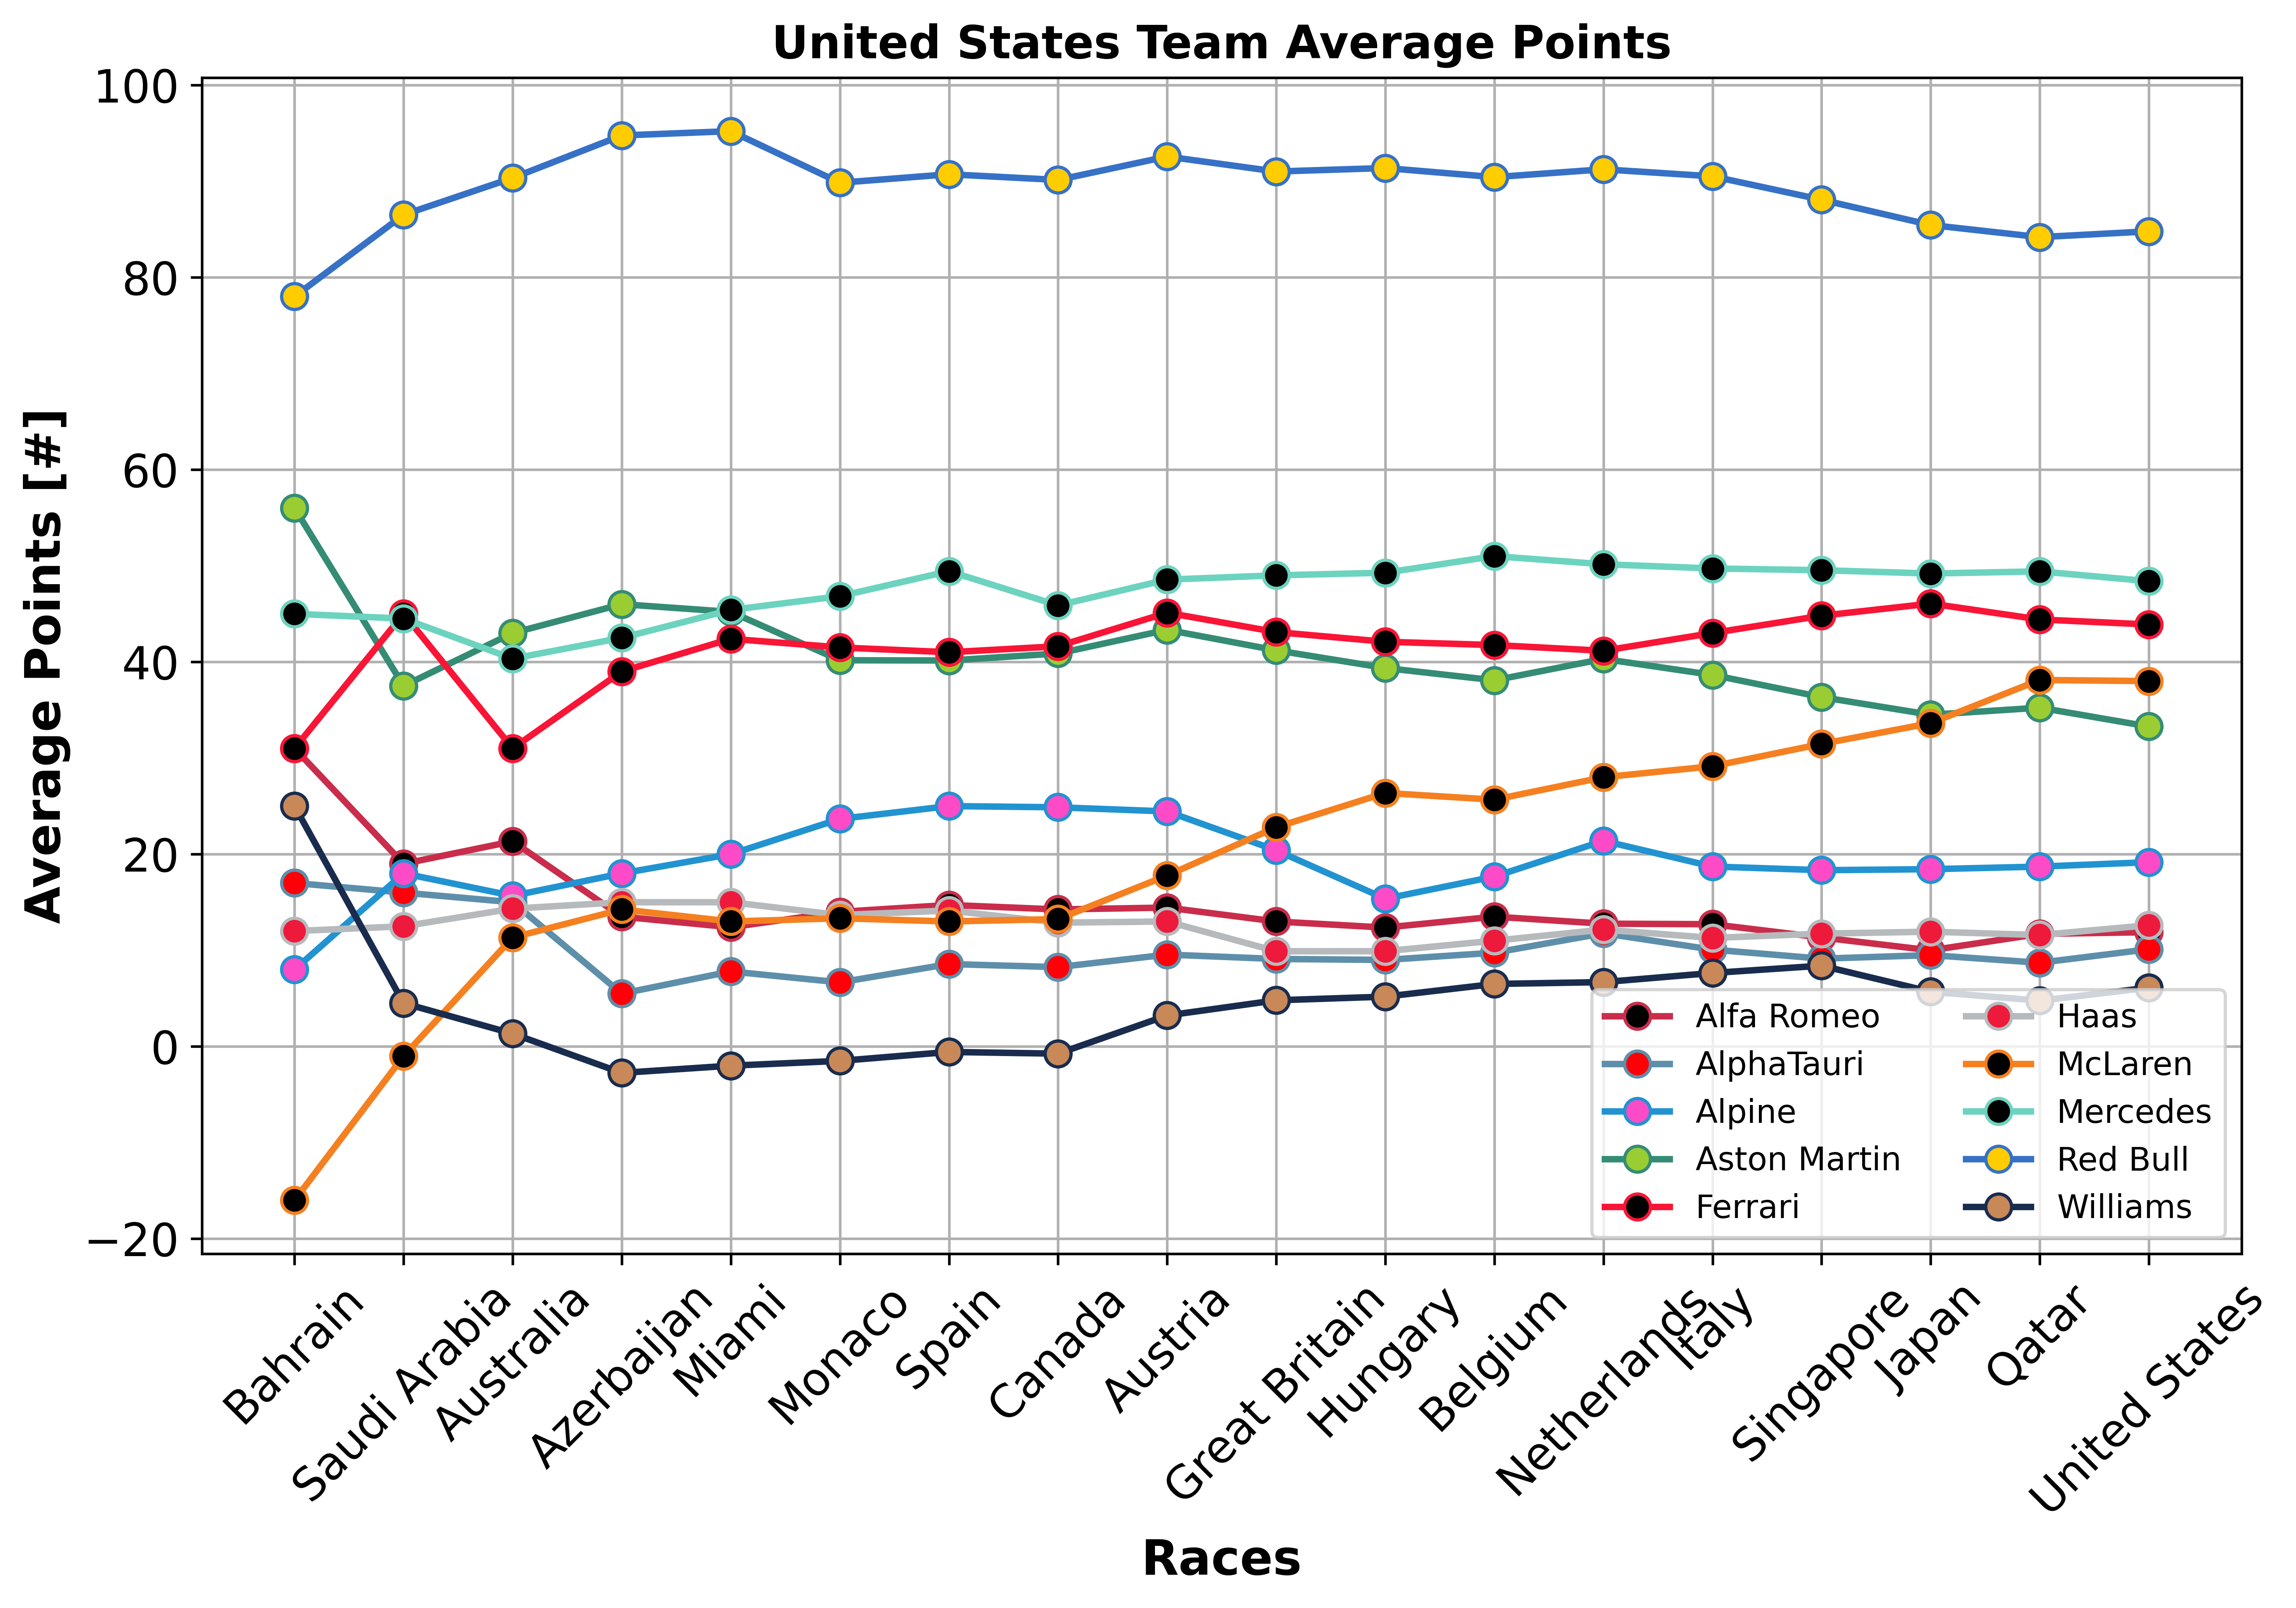 United States Team Average Points
Average Points [#]
100
80
60
40
20
0
−20
Alfa Romeo
AlphaTauri
Alpine
Aston Martin
Ferrari
Haas
McLaren
Mercedes
Red Bull
Williams
Bahrain
Saudi Arabia
Australia
Azerbaijan
Miami
Monaco
Spain
Canada
Austria
Great Britain
Hungary
Belgium
Netherlands
Italy
Singapore
Japan
Qatar
United States
Races